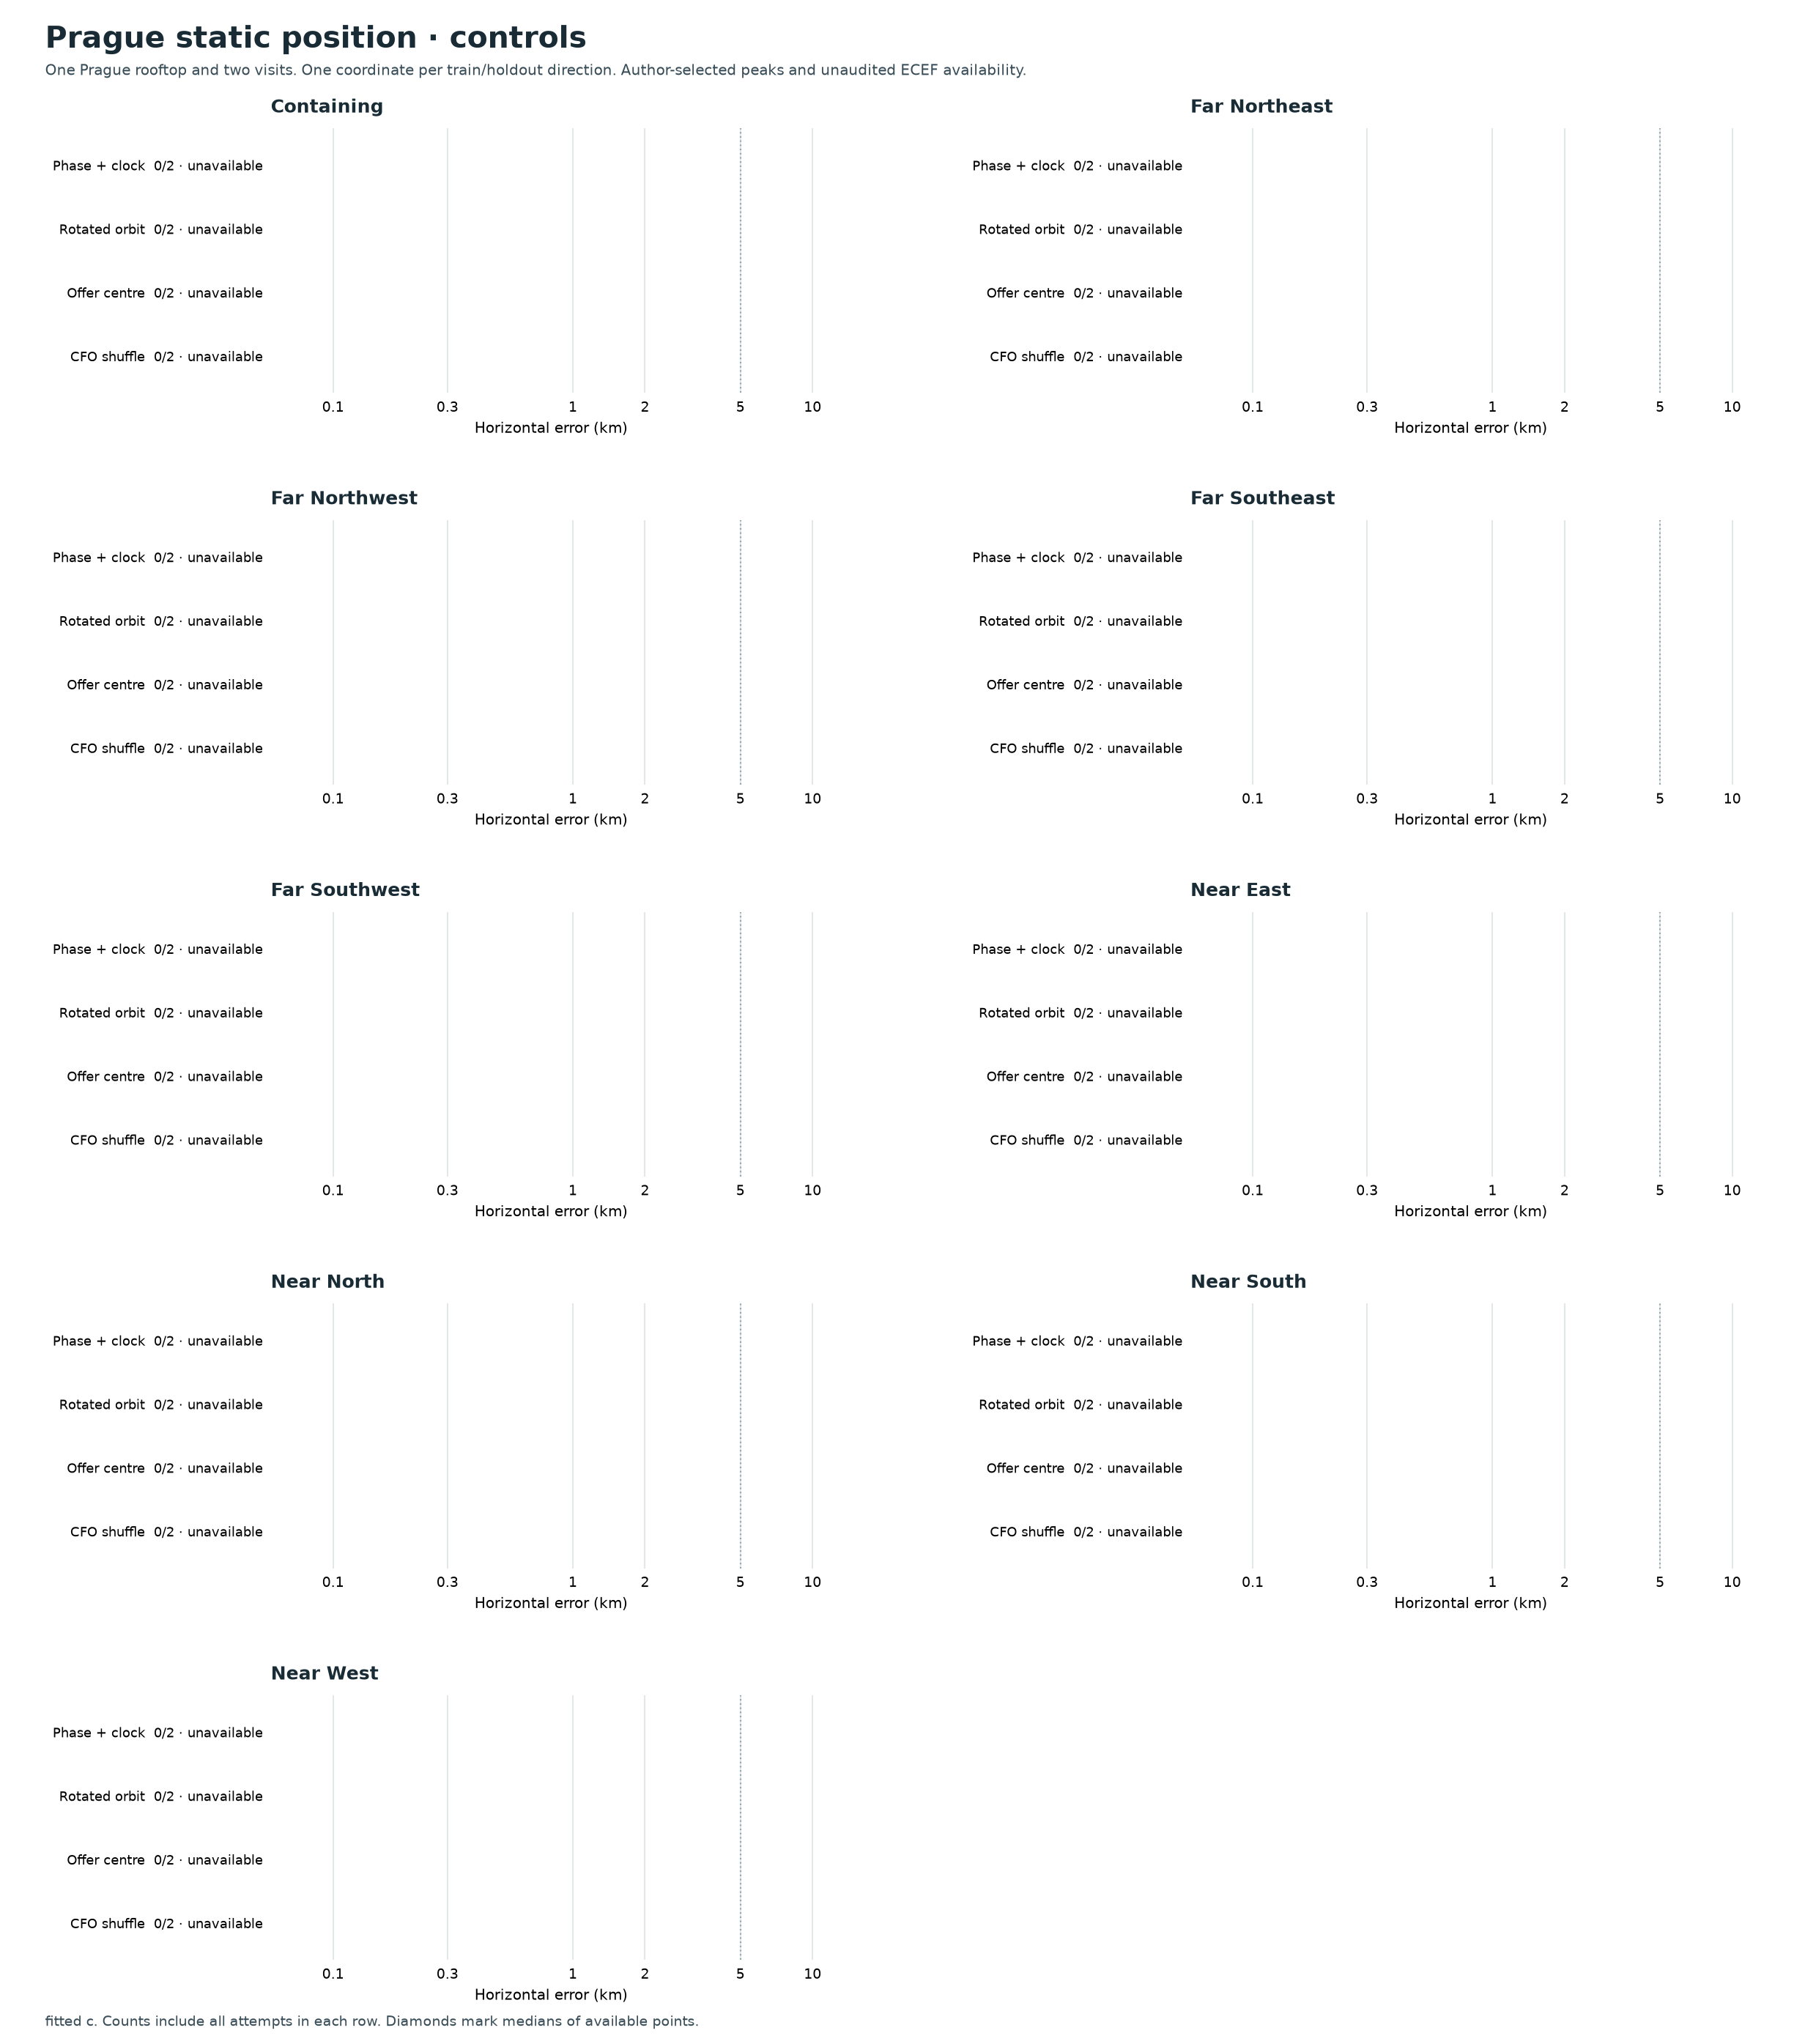 Prague static position · controls
One Prague rooftop and two visits. One coordinate per train/holdout direction. Author-selected peaks and unaudited ECEF availability.
Containing
Phase + clock 0/2 · unavailable
Rotated orbit 0/2 · unavailable
Offer centre 0/2 · unavailable
CFO shuffle 0/2 · unavailable
0.1 0.3 1 2 5 10
Horizontal error (km)
Far Northeast
Phase + clock 0/2 · unavailable
Rotated orbit 0/2 · unavailable
Offer centre 0/2 · unavailable
CFO shuffle 0/2 · unavailable
0.1 0.3 1 2 5 10
Horizontal error (km)
Far Northwest
Phase + clock 0/2 · unavailable
Rotated orbit 0/2 · unavailable
Offer centre 0/2 · unavailable
CFO shuffle 0/2 · unavailable
0.1 0.3 1 2 5 10
Horizontal error (km)
Far Southeast
Phase + clock 0/2 · unavailable
Rotated orbit 0/2 · unavailable
Offer centre 0/2 · unavailable
CFO shuffle 0/2 · unavailable
0.1 0.3 1 2 5 10
Horizontal error (km)
Far Southwest
Phase + clock 0/2 · unavailable
Rotated orbit 0/2 · unavailable
Offer centre 0/2 · unavailable
CFO shuffle 0/2 · unavailable
0.1 0.3 1 2 5 10
Horizontal error (km)
Near East
Phase + clock 0/2 · unavailable
Rotated orbit 0/2 · unavailable
Offer centre 0/2 · unavailable
CFO shuffle 0/2 · unavailable
0.1 0.3 1 2 5 10
Horizontal error (km)
Near North
Phase + clock 0/2 · unavailable
Rotated orbit 0/2 · unavailable
Offer centre 0/2 · unavailable
CFO shuffle 0/2 · unavailable
0.1 0.3 1 2 5 10
Horizontal error (km)
Near South
Phase + clock 0/2 · unavailable
Rotated orbit 0/2 · unavailable
Offer centre 0/2 · unavailable
CFO shuffle 0/2 · unavailable
0.1 0.3 1 2 5 10
Horizontal error (km)
Near West
Phase + clock 0/2 · unavailable
Rotated orbit 0/2 · unavailable
Offer centre 0/2 · unavailable
CFO shuffle 0/2 · unavailable
0.1 0.3 1 2 5 10
Horizontal error (km)
fitted c. Counts include all attempts in each row. Diamonds mark medians of available points.